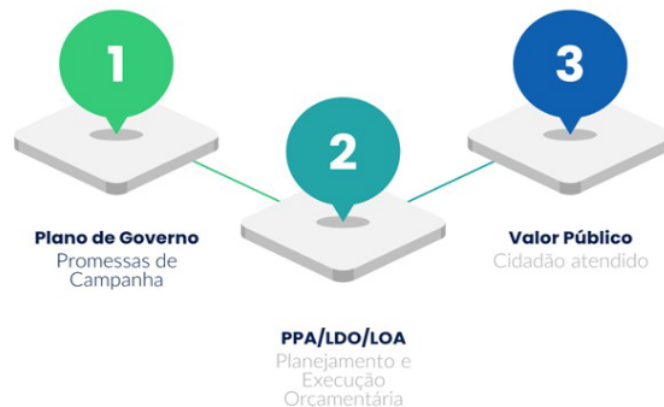 1
Plano de Governo
Promessas de
Campanha
2
PPA/LDO/LOA
Planejamento e
Execução
Orçamentária
3
Valor Público
Cidadão atendido